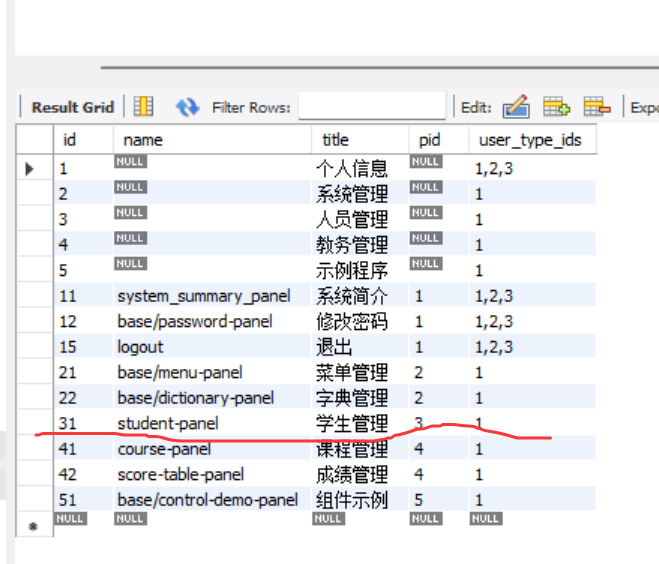 Result Grid Filter Rows: Edit: Expo
id name title pid user_type_ids
1 NULL 个人信息 NULL 1,2,3
2 NULL 系统管理 NULL 1
3 NULL 人员管理 NULL 1
4 NULL 教务管理 NULL 1
5 NULL 示例程序 NULL 1
11 system_summary_panel 系统简介 1 1,2,3
12 base/password-panel 修改密码 1 1,2,3
15 logout 退出 1 1,2,3
21 base/menu-panel 菜单管理 2 1
22 base/dictionary-panel 字典管理 2 1
31 student-panel 学生管理 3 1
41 course-panel 课程管理 4 1
42 score-table-panel 成绩管理 4 1
51 base/control-demo-panel 组件示例 5 1
NULL NULL NULL NULL NULL